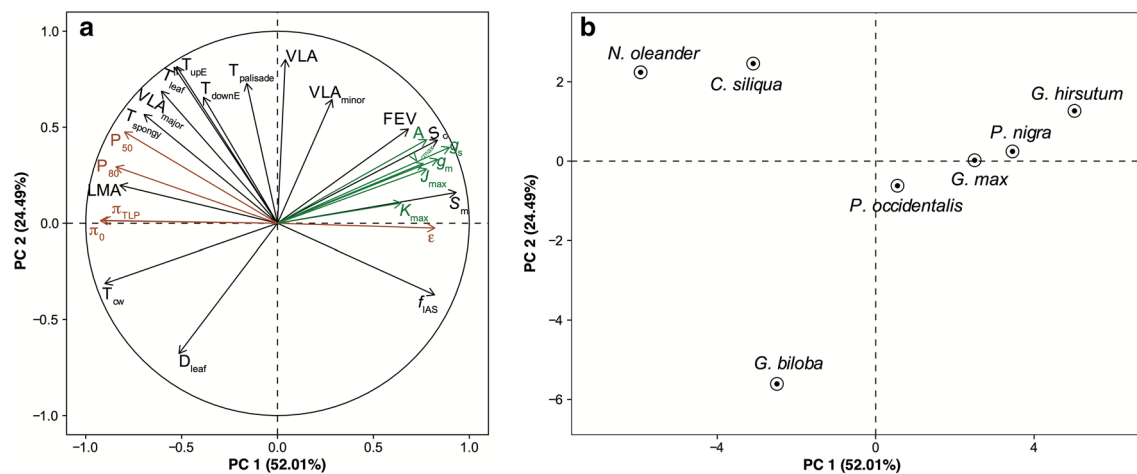 a
1.0
0.5
0.0
−0.5
−1.0
PC 2 (24.49%)
VLA
TupE
Tleaf
TdownE
Tpalisade
VLAmajor
VLAminor
Tspongy
FEV
A
Sc
gs
gm
Jmax
P50
P80
LMA
Sm
Kmax
πTLP
π0
ε
Tcw
fIAS
Dleaf
−1.0 −0.5 0.0 0.5 1.0
PC 1 (52.01%)
b
2
0
−2
−4
−6
PC 2 (24.49%)
N. oleander
C. siliqua
G. hirsutum
P. nigra
G. max
P. occidentalis
G. biloba
−4 0 4
PC 1 (52.01%)